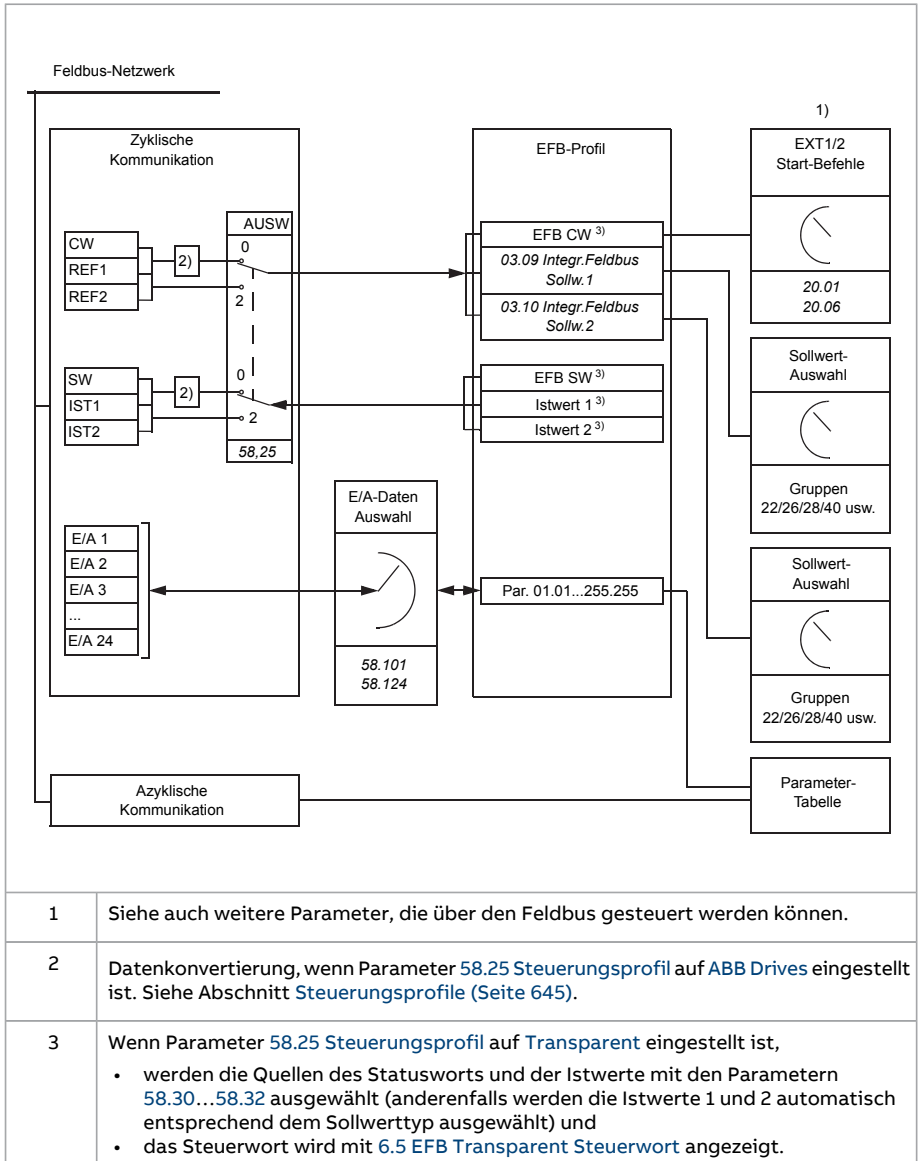 Feldbus-Netzwerk
Zyklische
Kommunikation
CW
REF1
REF2
2)
AUSW
0
2
SW
IST1
IST2
2)
0
2
58,25
E/A 1
E/A 2
E/A 3
...
E/A 24
E/A-Daten
Auswahl
58.101
58.124
EFB-Profil
EFB CW 3)
03.09 Integr.Feldbus
Sollw.1
03.10 Integr.Feldbus
Sollw.2
EFB SW 3)
Istwert 1 3)
Istwert 2 3)
Par. 01.01...255.255
1)
EXT1/2
Start-Befehle
20.01
20.06
Sollwert-
Auswahl
Gruppen
22/26/28/40 usw.
Sollwert-
Auswahl
Gruppen
22/26/28/40 usw.
Azyklische
Kommunikation
Parameter-
Tabelle
1 Siehe auch weitere Parameter, die über den Feldbus gesteuert werden können.
2 Datenkonvertierung, wenn Parameter 58.25 Steuerungsprofil auf ABB Drives eingestellt
ist. Siehe Abschnitt Steuerungsprofile (Seite 645).
3 Wenn Parameter 58.25 Steuerungsprofil auf Transparent eingestellt ist,
• werden die Quellen des Statusworts und der Istwerte mit den Parametern
58.30…58.32 ausgewählt (anderenfalls werden die Istwerte 1 und 2 automatisch
entsprechend dem Sollwerttyp ausgewählt) und
• das Steuerwort wird mit 6.5 EFB Transparent Steuerwort angezeigt.